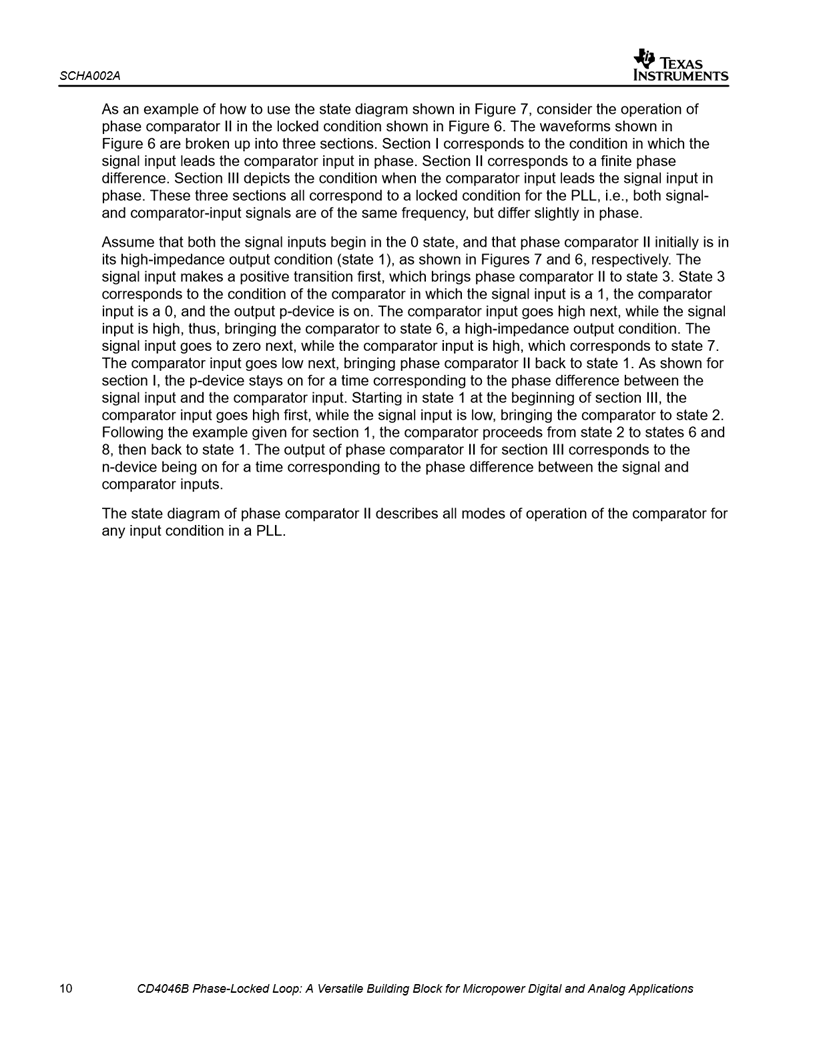 TEXAS
INSTRUMENTS
SCHA002A
As an example of how to use the state diagram shown in Figure 7, consider the operation of
phase comparator II in the locked condition shown in Figure 6. The waveforms shown in
Figure 6 are broken up into three sections. Section I corresponds to the condition in which the
signal input leads the comparator input in phase. Section II corresponds to a finite phase
difference. Section III depicts the condition when the comparator input leads the signal input in
phase. These three sections all correspond to a locked condition for the PLL, i.e., both signal-
and comparator-input signals are of the same frequency, but differ slightly in phase.
Assume that both the signal inputs begin in the 0 state, and that phase comparator II initially is in
its high-impedance output condition (state 1), as shown in Figures 7 and 6, respectively. The
signal input makes a positive transition first, which brings phase comparator II to state 3. State 3
corresponds to the condition of the comparator in which the signal input is a 1, the comparator
input is a 0, and the output p-device is on. The comparator input goes high next, while the signal
input is high, thus, bringing the comparator to state 6, a high-impedance output condition. The
signal input goes to zero next, while the comparator input is high, which corresponds to state 7.
The comparator input goes low next, bringing phase comparator II back to state 1. As shown for
section I, the p-device stays on for a time corresponding to the phase difference between the
signal input and the comparator input. Starting in state 1 at the beginning of section III, the
comparator input goes high first, while the signal input is low, bringing the comparator to state 2.
Following the example given for section 1, the comparator proceeds from state 2 to states 6 and
8, then back to state 1. The output of phase comparator II for section III corresponds to the
n-device being on for a time corresponding to the phase difference between the signal and
comparator inputs.
The state diagram of phase comparator II describes all modes of operation of the comparator for
any input condition in a PLL.
10 CD4046B Phase-Locked Loop: A Versatile Building Block for Micropower Digital and Analog Applications